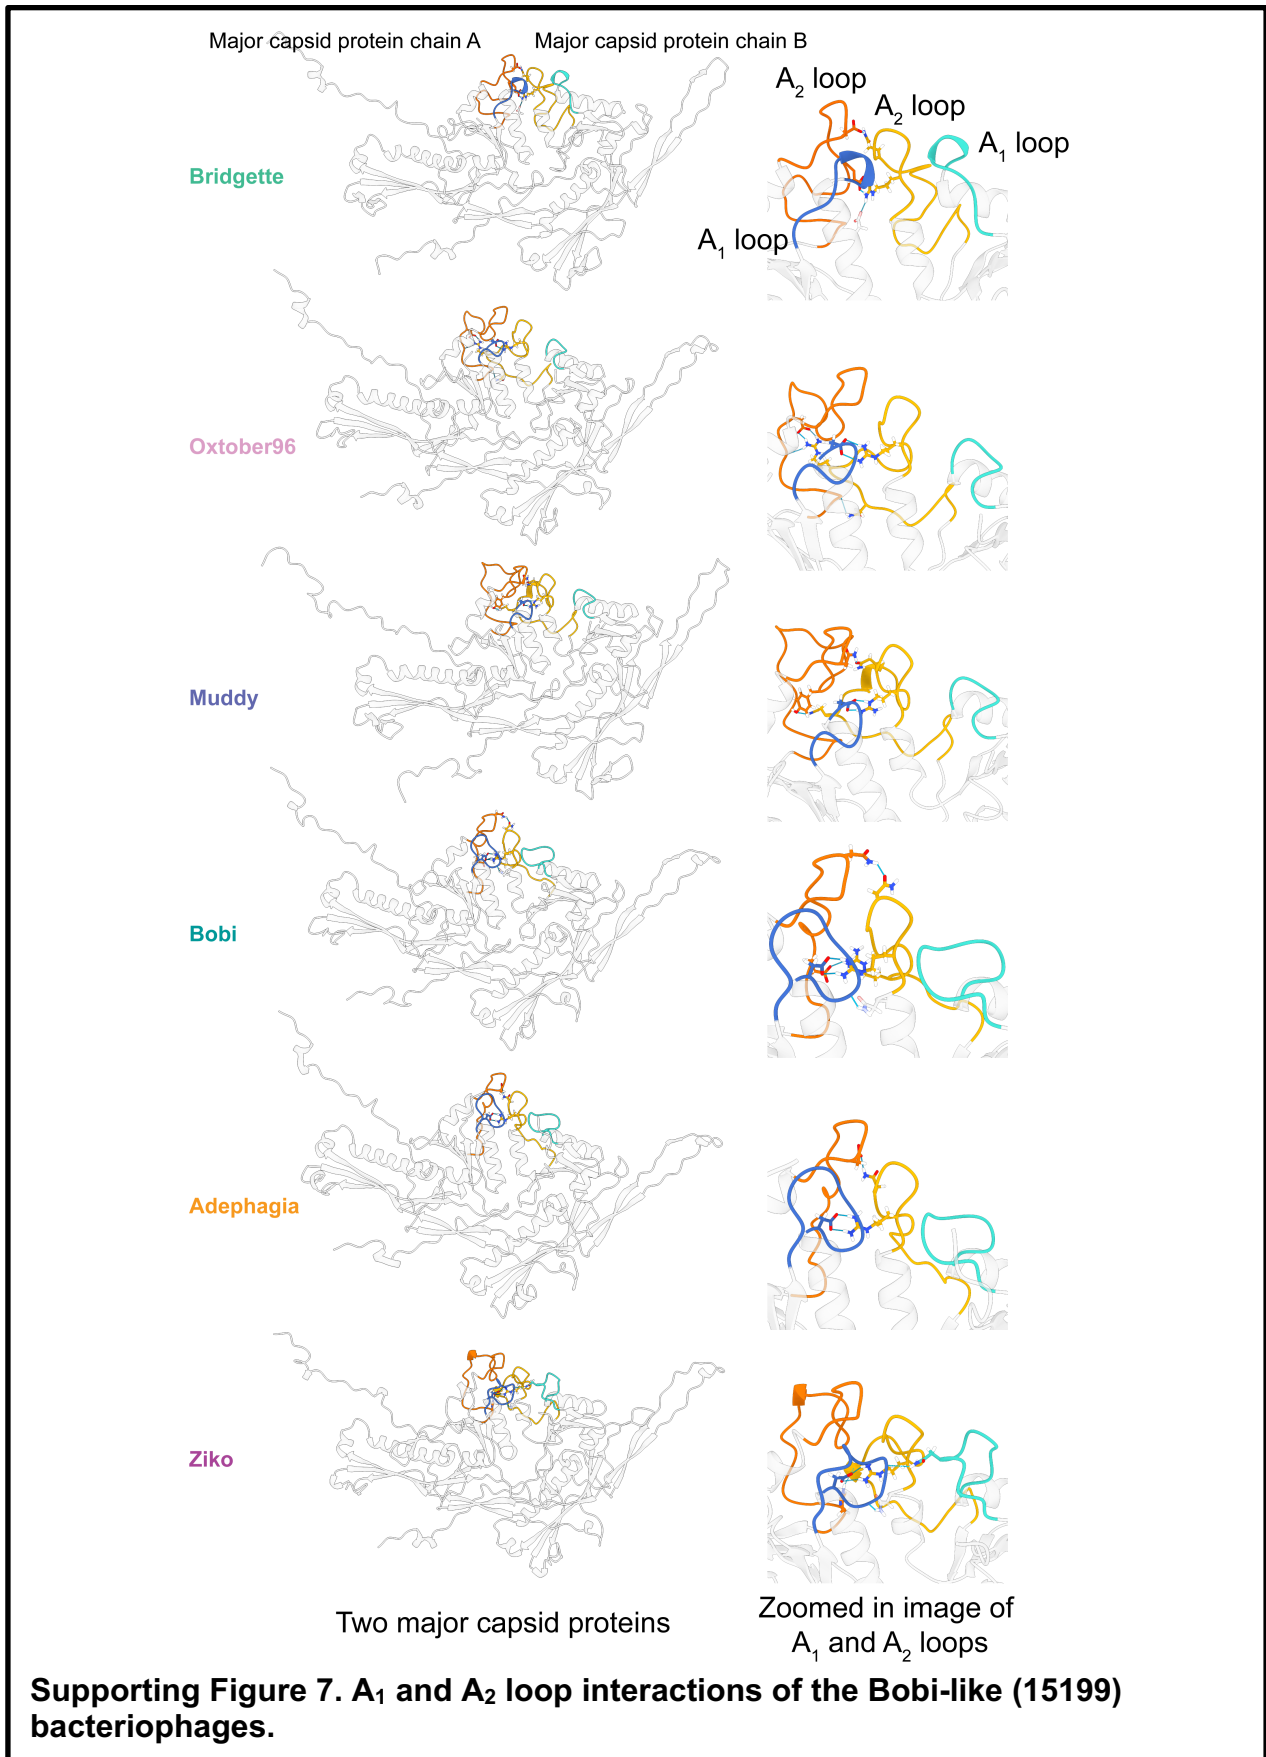 Major capsid protein chain A
Major capsid protein chain B
A₂ loop
A₂ loop
A₁ loop
A₁ loop
Bridgette
Oxtober96
Muddy
Bobi
Adephagia
Ziko
Two major capsid proteins
Zoomed in image of
A₁ and A₂ loops
Supporting Figure 7. A₁ and A₂ loop interactions of the Bobi-like (15199)
bacteriophages.